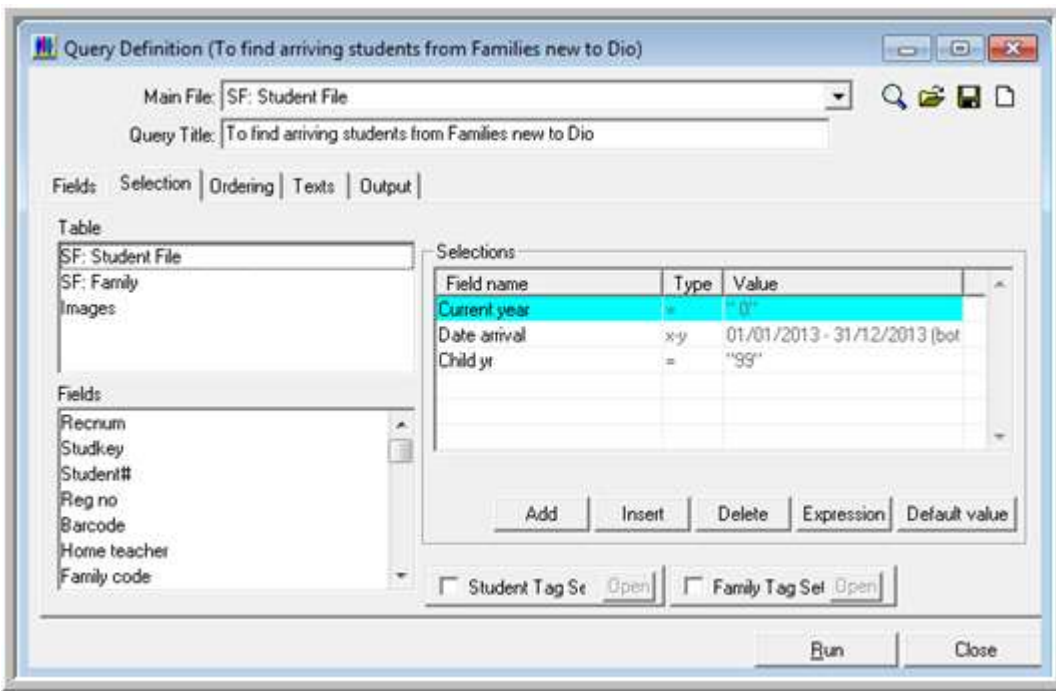 Query Definition (To find arriving students from Families new to Dio)
Main File: SF: Student File
Query Title: To find arriving students from Families new to Dio
Fields Selection Ordering Texts Output
Table
SF: Student File
SF: Family
Images
Fields
Recnum
Studkey
Student#
Reg no
Barcode
Home teacher
Family code
Selections
Field name Type Value
Current year = " 0"
Date arrival x-y 01/01/2013 - 31/12/2013 (bot
Child yr = "99"
Add Insert Delete Expression Default value
Student Tag Se Open Family Tag Set Open
Run Close